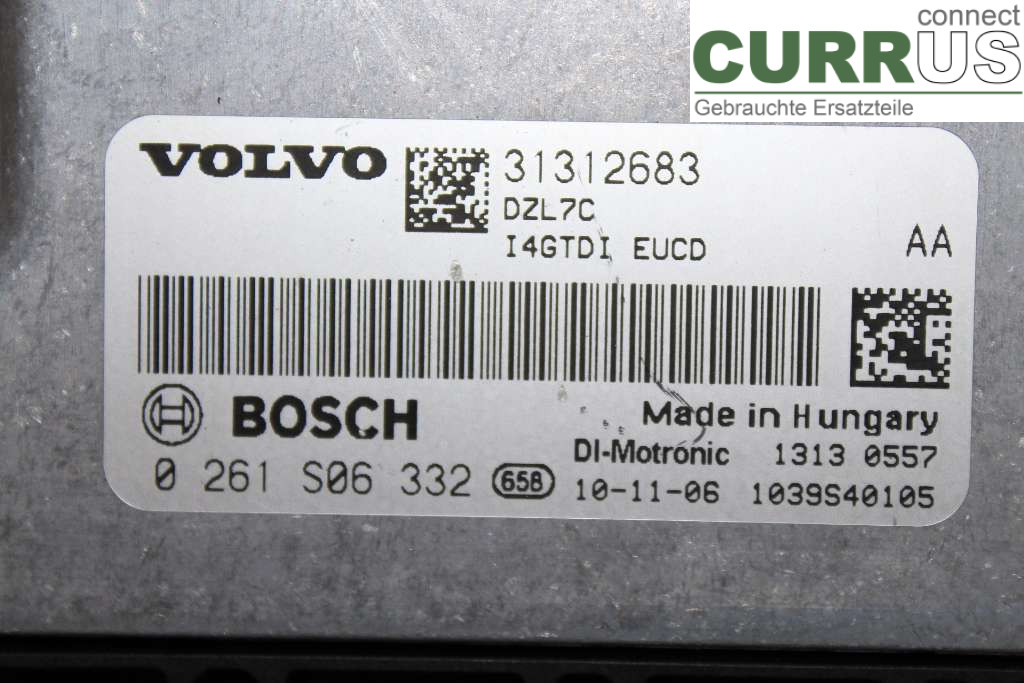 connect
CURRUS
Gebrauchte Ersatzteile
VOLVO
31312683
DZL7C
I4GTDI EUCD
AA
BOSCH
Made in Hungary
DI-Motronic 1313 0557
0 261 S06 332 658 10-11-06 1039S40105